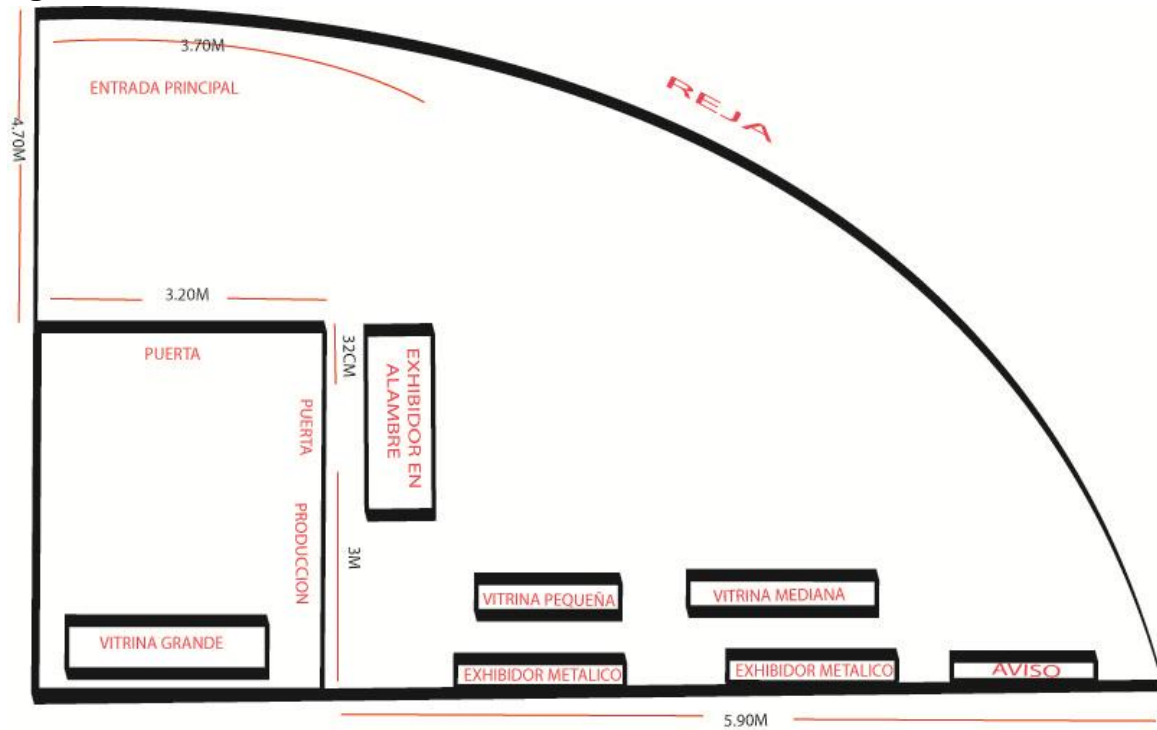 3.70M
ENTRADA PRINCIPAL
REJA
4.70M
3.20M
PUERTA
32CM
EXHIBIDOR EN
ALAMBRE
PUERTA
PRODUCCION
3M
VITRINA PEQUEÑA
VITRINA MEDIANA
VITRINA GRANDE
EXHIBIDOR METALICO
EXHIBIDOR METALICO
AVISO
5.90M